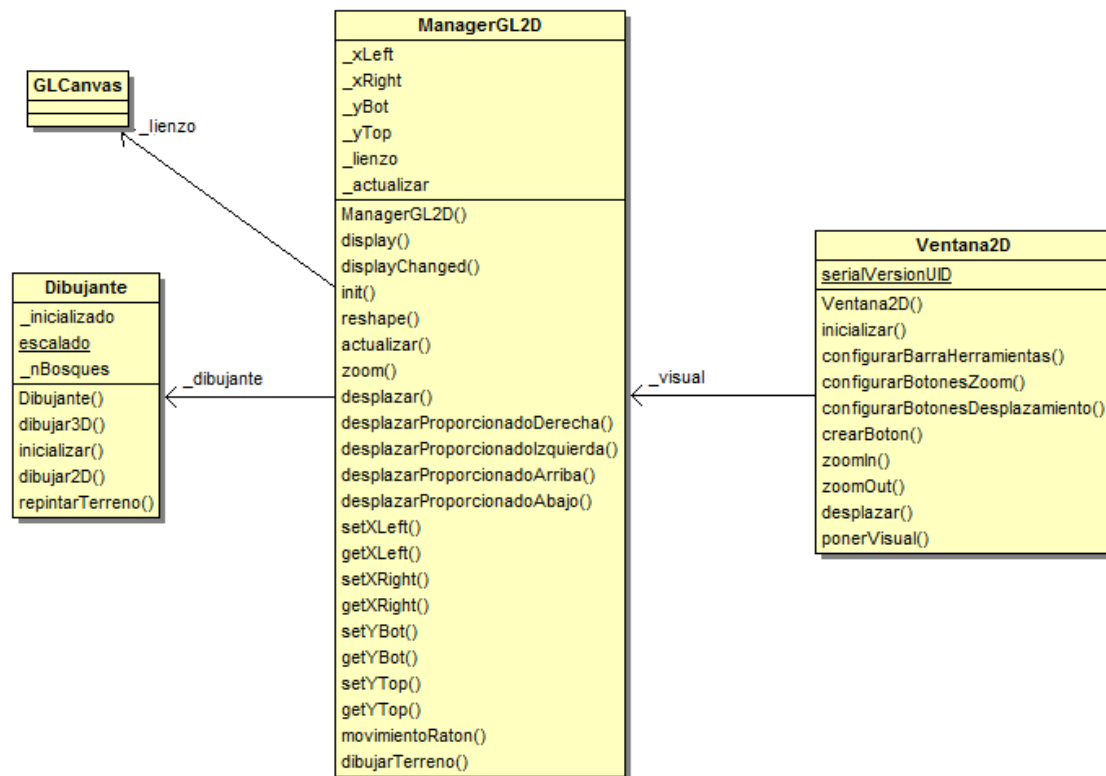 GLCanvas
_lienzo
Dibujante
_inicializado
escalado
_nBosques
Dibujante()
dibujar3D()
inicializar()
dibujar2D()
repintarTerreno()
_dibujante
ManagerGL2D
_xLeft
_xRight
_yBot
_yTop
_lienzo
_actualizar
ManagerGL2D()
display()
displayChanged()
init()
reshape()
actualizar()
zoom()
desplazar()
desplazarProporcionadoDerecha()
desplazarProporcionadoIzquierda()
desplazarProporcionadoArriba()
desplazarProporcionadoAbajo()
setXLeft()
getXLeft()
setXRight()
getXRight()
setYBot()
getYBot()
setYTop()
getYTop()
movimientoRaton()
dibujarTerreno()
_visual
Ventana2D
serialVersionUID
Ventana2D()
inicializar()
configurarBarraHerramientas()
configurarBotonesZoom()
configurarBotonesDesplazamiento()
crearBoton()
zoomIn()
zoomOut()
desplazar()
ponerVisual()